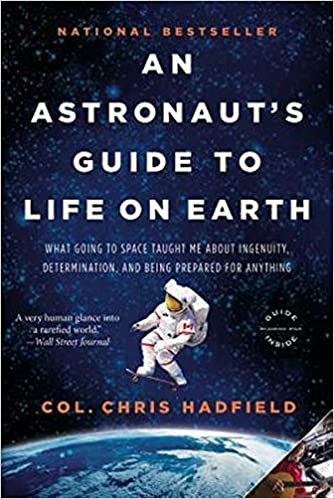 NATIONAL BESTSELLER
AN
ASTRONAUT'S
GUIDE TO
LIFE ON EARTH
WHAT GOING TO SPACE TAUGHT ME ABOUT INGENUITY,
DETERMINATION, AND BEING PREPARED FOR ANYTHING
A very human glance into
a rarefied world."
—Wall Street Journal
GUIDE
INSIDE
COL. CHRIS HADFIELD